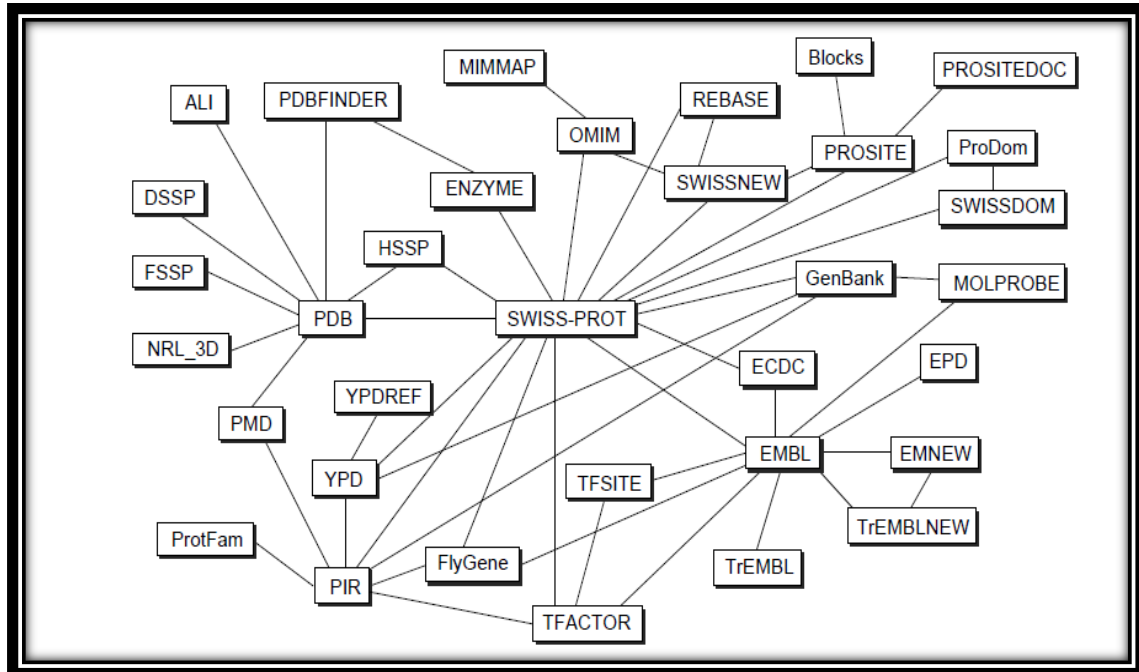 MIMMAP
Blocks
PROSITEDOC
ALI
PDBFINDER
REBASE
OMIM
PROSITE
ProDom
DSSP
ENZYME
SWISSNEW
SWISSDOM
FSSP
HSSP
GenBank
MOLPROBE
PDB
SWISS-PROT
NRL_3D
ECDC
EPD
YPDREF
PMD
EMBL
EMNEW
YPD
TFSITE
TrEMBLNEW
ProtFam
FlyGene
TrEMBL
PIR
TFACTOR